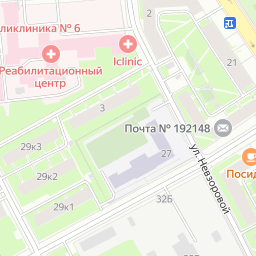 ликлиника № 6
2
Iclinic
21
Реабилитационный
центр
3
Почта № 192148
29к3
27
Посид
29к2
ул. Невзоровой
32Б
29к1